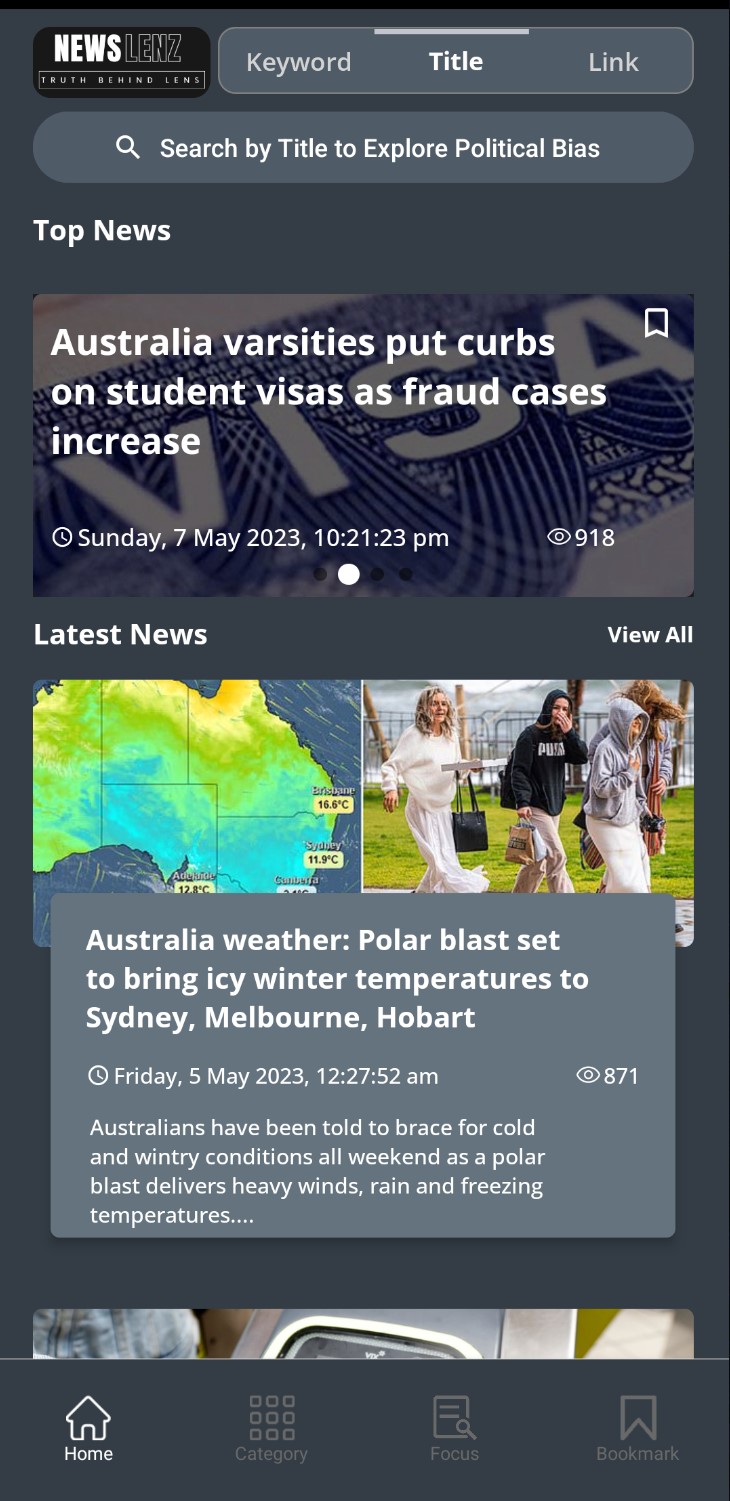 NEWS LENZ
TRUTH BEHIND LENS
Keyword
Title
Link
Search by Title to Explore Political Bias
Top News
VISA
Australia varsities put curbs
on student visas as fraud cases
increase
Sunday, 7 May 2023, 10:21:23 pm
918
Latest News
View All
Brisbane
16.6°C
Sydney
11.9°C
Adelaide
12.8°C
Canberra
PUMA
Australia weather: Polar blast set
to bring icy winter temperatures to
Sydney, Melbourne, Hobart
Friday, 5 May 2023, 12:27:52 am
871
Australians have been told to brace for cold
and wintry conditions all weekend as a polar
blast delivers heavy winds, rain and freezing
temperatures....
Home
Category
Focus
Bookmark